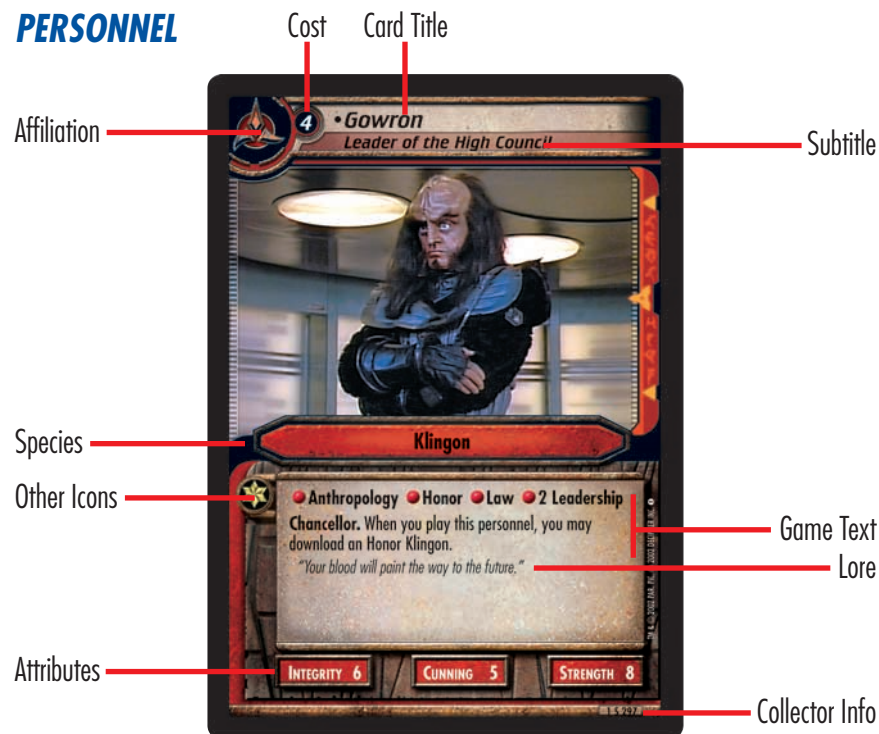 PERSONNEL
Cost
Card Title
Affiliation
4
•Gowron
Leader of the High Council
Subtitle
Species
Klingon
Other Icons
Anthropology Honor Law 2 Leadership
Chancellor. When you play this personnel, you may
download an Honor Klingon.
"Your blood will paint the way to the future."
Game Text
Lore
Attributes
INTEGRITY 6
CUNNING 5
STRENGTH 8
1 S 297
Collector Info